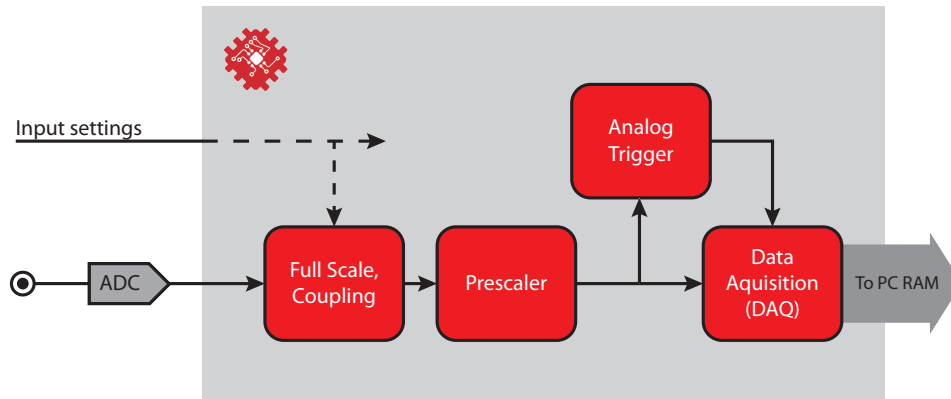 Input settings
Analog
Trigger
ADC
Full Scale,
Coupling
Prescaler
Data
Aquisition
(DAQ)
To PC RAM